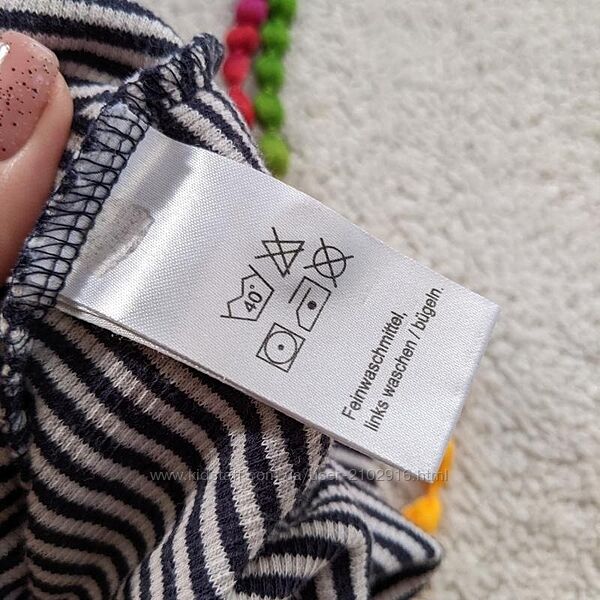 40°
Feinwaschmittel,
links waschen / bügeln.